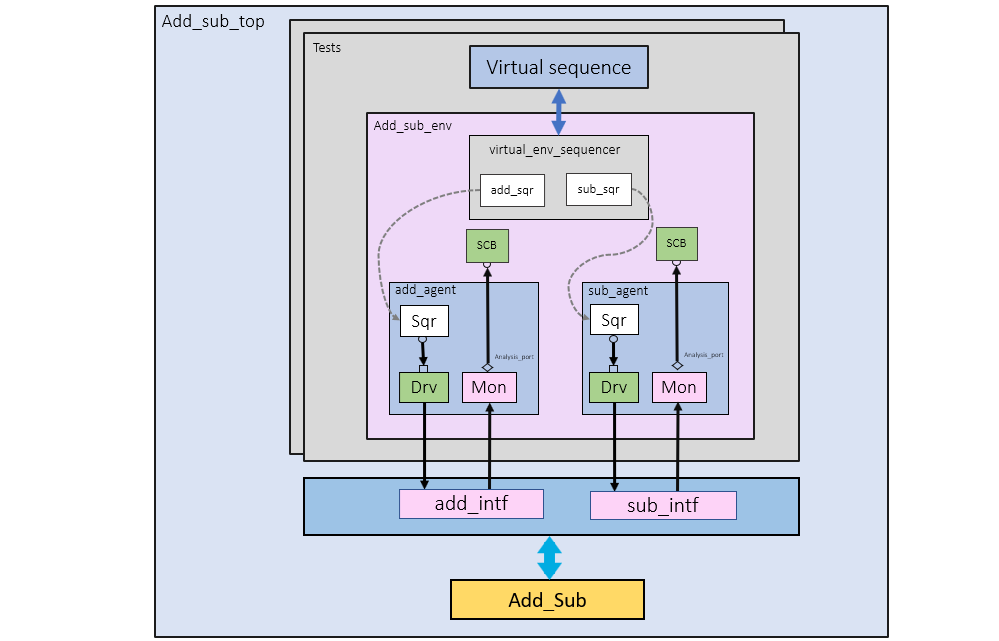 Add_sub_top
Tests
Virtual sequence
Add_sub_env
virtual_env_sequencer
add_sqr
sub_sqr
SCB
SCB
add_agent
sub_agent
Sqr
Sqr
Analysis_port
Analysis_port
Drv
Mon
Drv
Mon
add_intf
sub_intf
Add_Sub